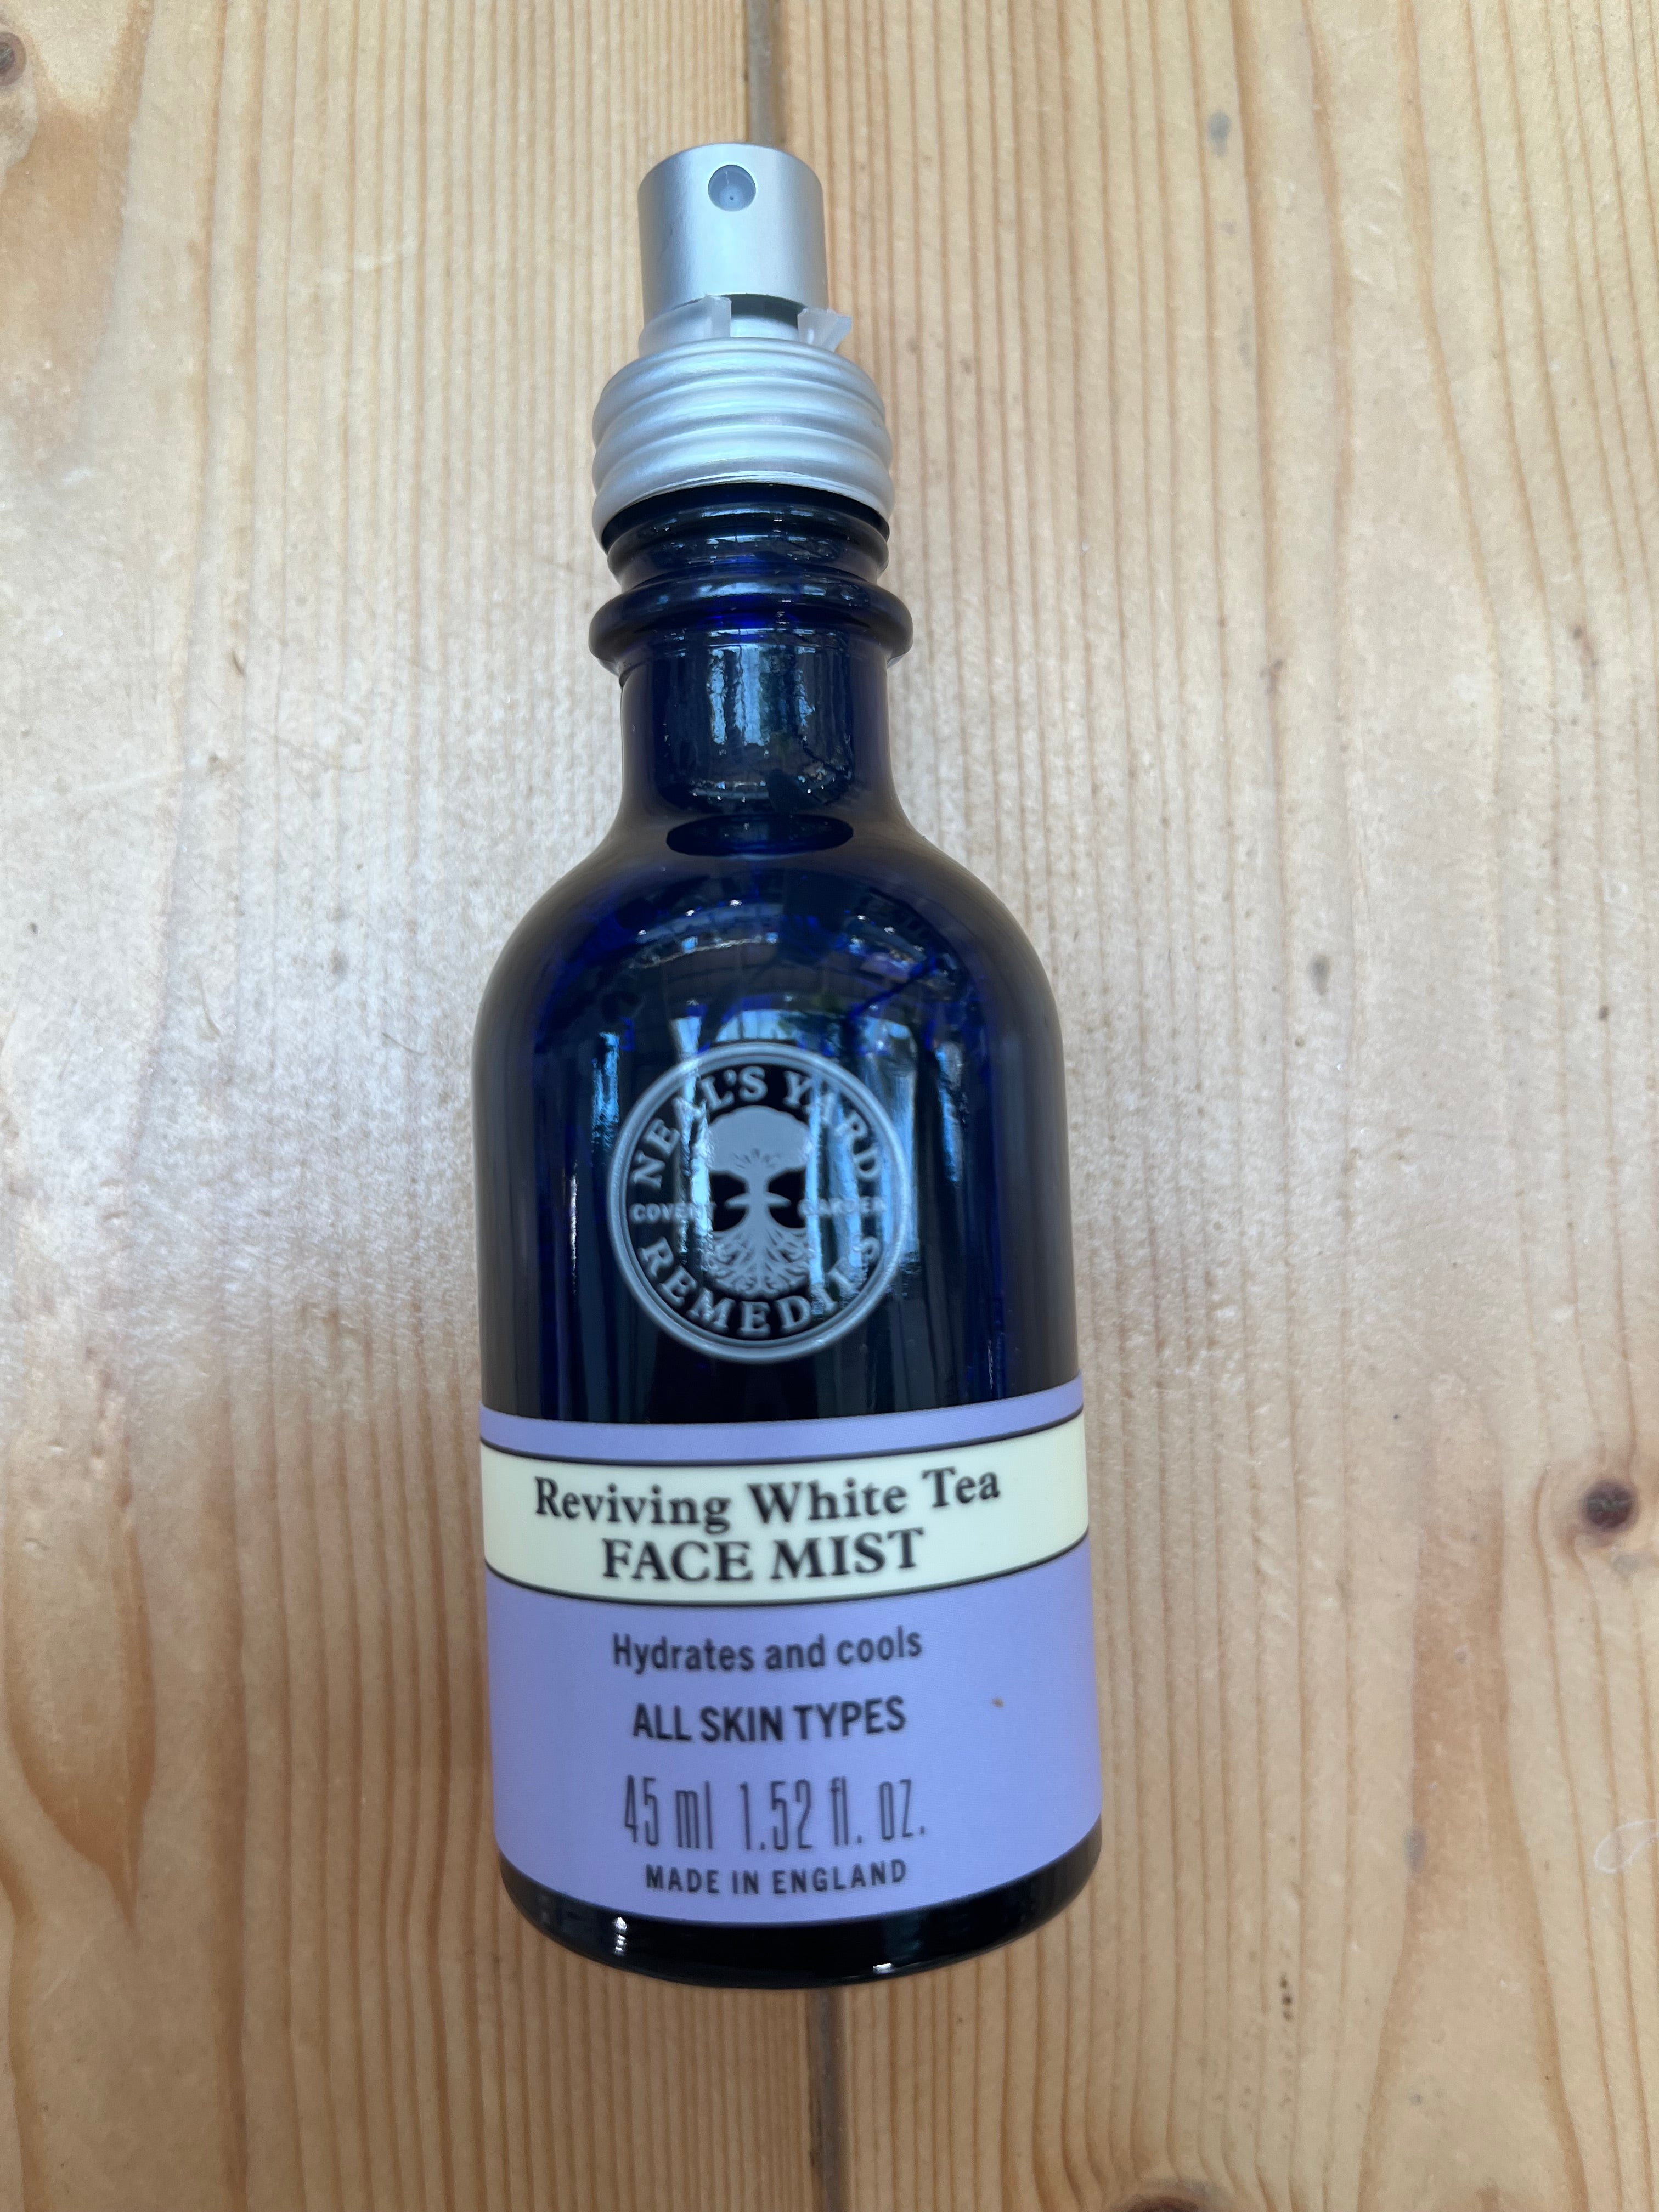 NEAL'S YARD
COVENT GARDEN
REMEDIES
Reviving White Tea
FACE MIST
Hydrates and cools
ALL SKIN TYPES
45 ml 1.52 fl. oz.
MADE IN ENGLAND